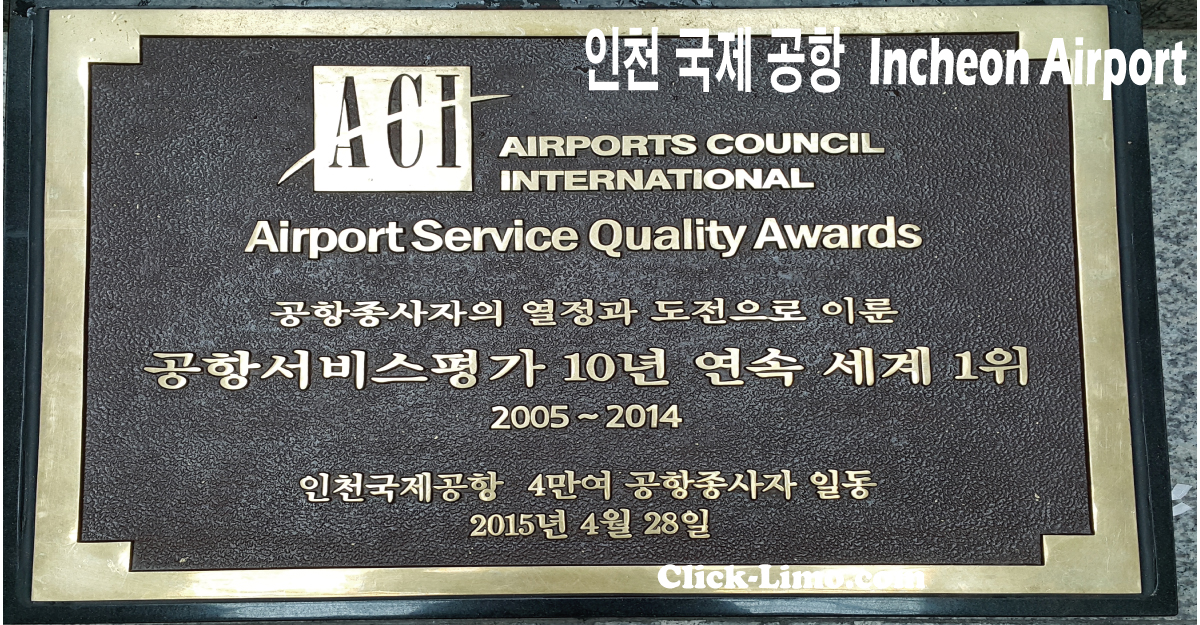 인천 국제 공항 Incheon Airport
ACI
AIRPORTS COUNCIL
INTERNATIONAL
Airport Service Quality Awards
공항종사자의 열정과 도전으로 이룬
공항서비스평가 10년 연속 세계 1위
2005 ~ 2014
인천국제공항 4만여 공항종사자 일동
2015년 4월 28일
Click-Limo.com